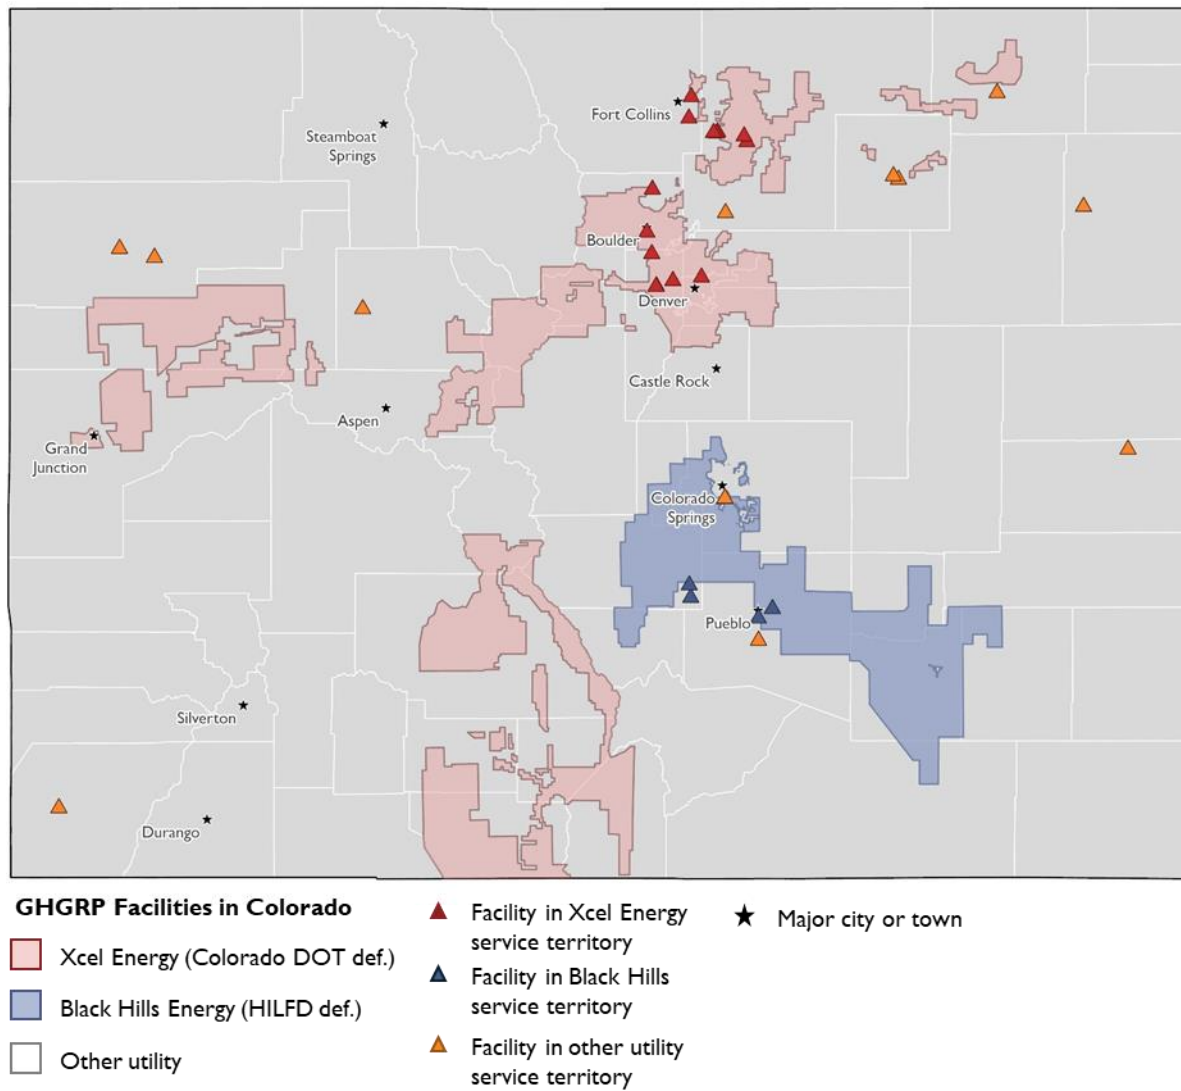 Fort Collins
Steamboat
Springs
Boulder
Denver
Castle Rock
Aspen
Grand
Junction
Colorado
Springs
Pueblo
Silverton
Durango
GHGRP Facilities in Colorado
Xcel Energy (Colorado DOT def.)
Black Hills Energy (HILFD def.)
Other utility
Facility in Xcel Energy
service territory
Facility in Black Hills
service territory
Facility in other utility
service territory
Major city or town